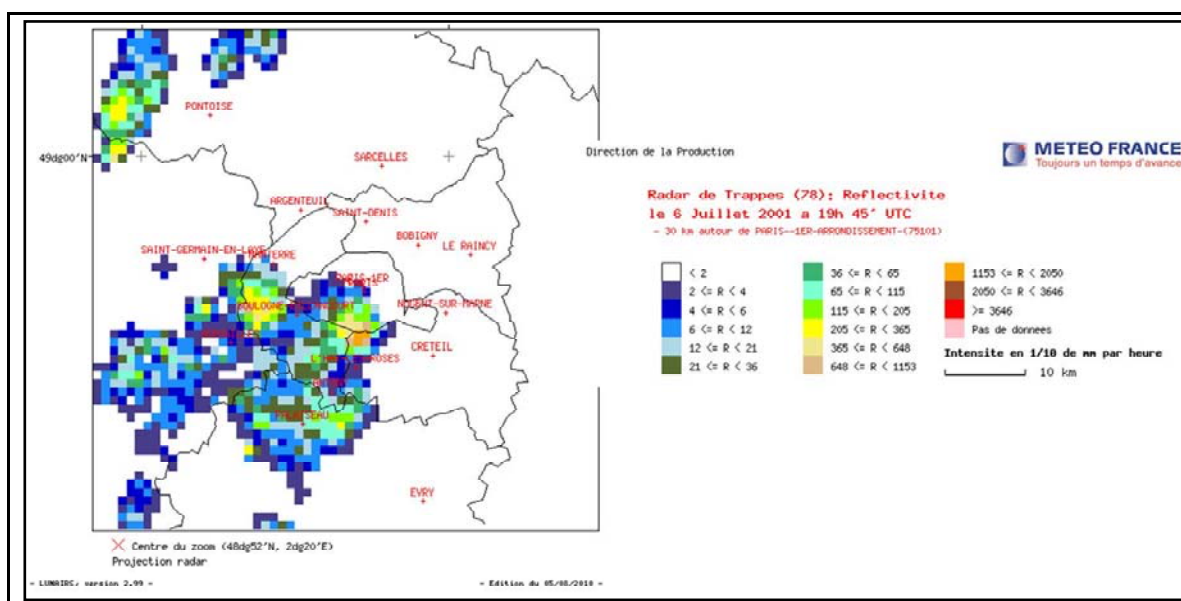 PONTOISE
49dg00'N
SARCELLES
ARGENTEUIL
SAINT-DENIS
BOBIGNY
LE RAINCY
SAINT-GERMAIN-EN-LAYE
NANTERRE
PARIS-1ER
NOGENT-SUR-MARNE
CRETEIL
PALAISEAU
EVRY
Centre du zoom (48dg52'N, 2dg20'E)
Projection radar
- LUNAIRS, version 2.99 -
- Edition du 05/08/2010 -
Direction de la Production
METEO FRANCE
Toujours un temps d'avance
Radar de Trappes (78): Reflectivite
le 6 Juillet 2001 a 19h 45' UTC
- 30 km autour de PARIS--1ER-ARRONDISSEMENT-(75101)
< 2
2 <= R < 4
4 <= R < 6
6 <= R < 12
12 <= R < 21
21 <= R < 36
36 <= R < 65
65 <= R < 115
115 <= R < 205
205 <= R < 365
365 <= R < 648
648 <= R < 1153
1153 <= R < 2050
2050 <= R < 3646
>= 3646
Pas de donnees
Intensite en 1/10 de mm par heure
10 km